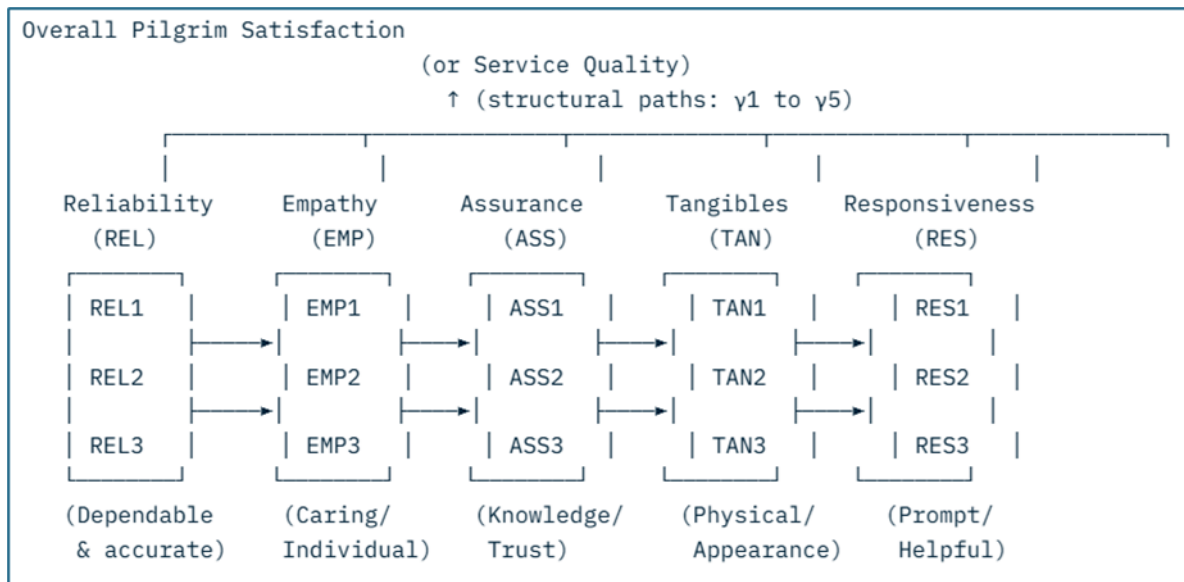 Overall Pilgrim Satisfaction
(or Service Quality)
↑ (structural paths: γ1 to γ5)
Reliability Empathy Assurance Tangibles Responsiveness
(REL) (EMP) (ASS) (TAN) (RES)
REL1 EMP1 ASS1 TAN1 RES1
REL2 EMP2 ASS2 TAN2 RES2
REL3 EMP3 ASS3 TAN3 RES3
(Dependable (Caring/ (Knowledge/ (Physical/ (Prompt/
& accurate) Individual) Trust) Appearance) Helpful)